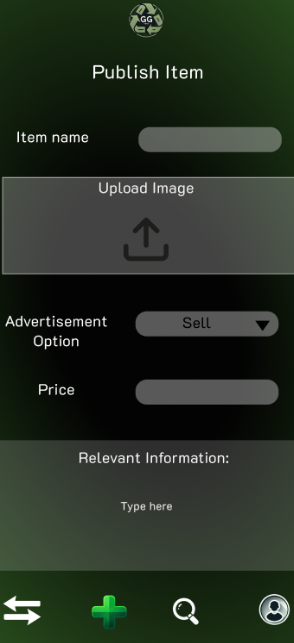 GG
Publish Item
Item name
Upload Image
Advertisement
Option
Sell
Price
Relevant Information:
Type here